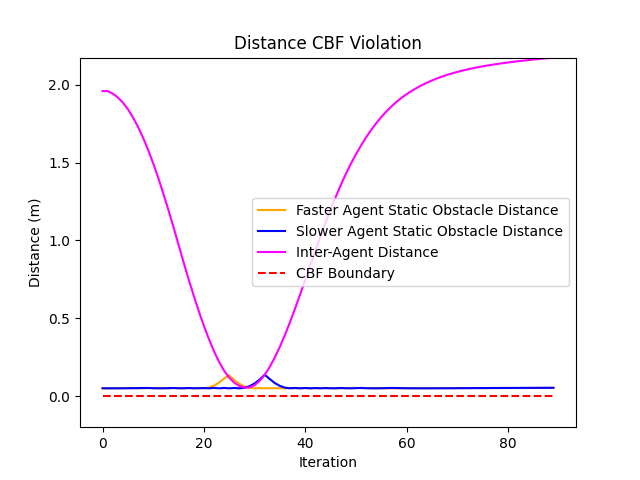 Distance CBF Violation
Distance (m)
2.0
1.5
1.0
0.5
0.0
Faster Agent Static Obstacle Distance
Slower Agent Static Obstacle Distance
Inter-Agent Distance
CBF Boundary
0 20 40 60 80
Iteration